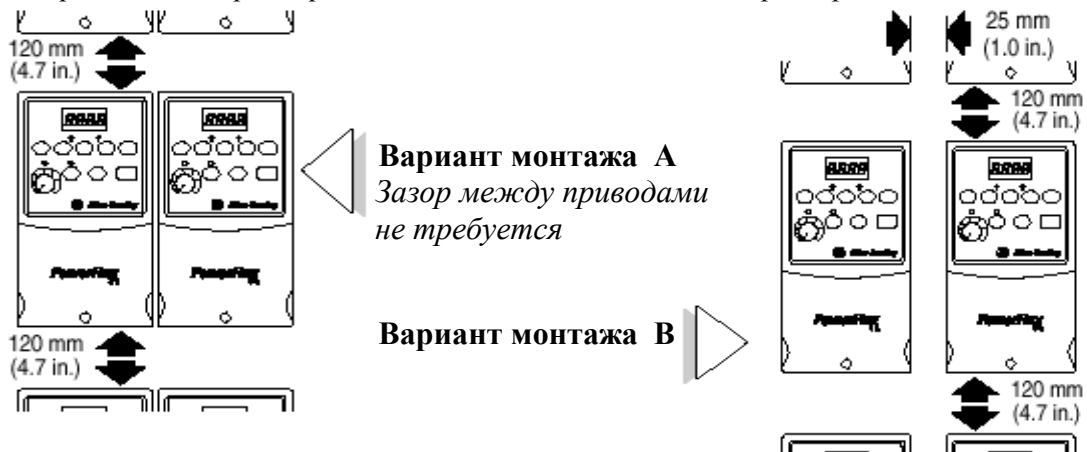 120 mm
(4.7 in.)
Вариант монтажа А
Зазор между приводами
не требуется
120 mm
(4.7 in.)
25 mm
(1.0 in.)
120 mm
(4.7 in.)
Вариант монтажа В
120 mm
(4.7 in.)